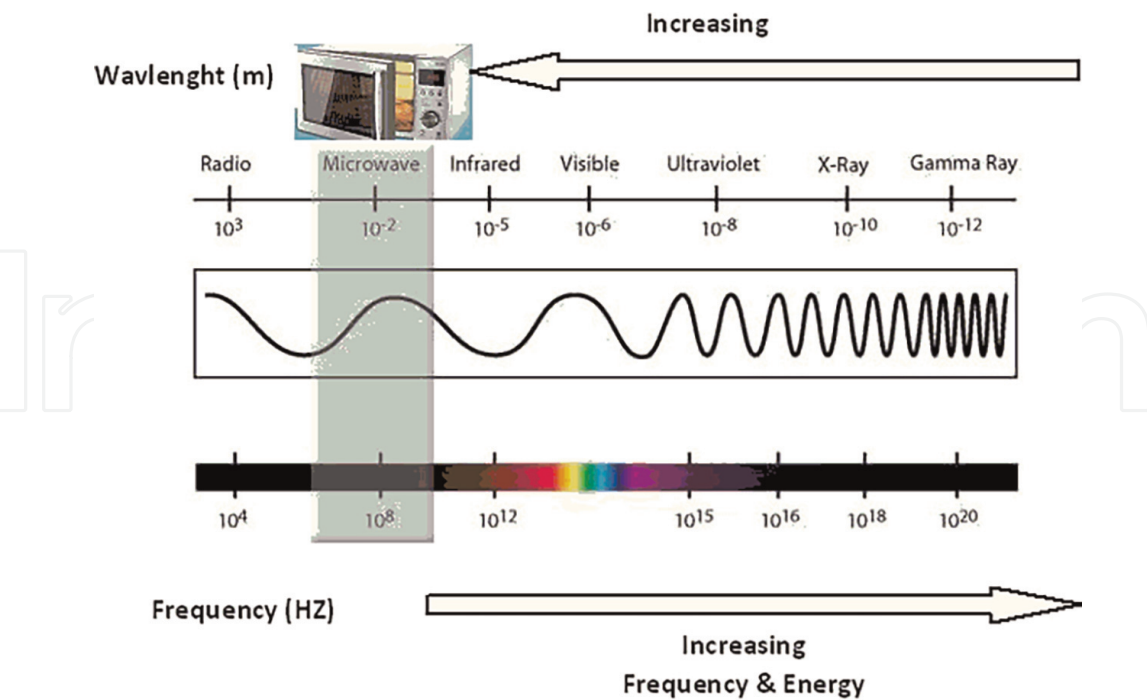 Increasing
Wavlenght (m)
Radio Microwave Infrared Visible Ultraviolet X-Ray Gamma Ray
10³ 10⁻² 10⁻⁵ 10⁻⁶ 10⁻⁸ 10⁻¹⁰ 10⁻¹²
10⁴ 10⁸ 10¹² 10¹⁵ 10¹⁶ 10¹⁸ 10²⁰
Frequency (HZ)
Increasing
Frequency & Energy